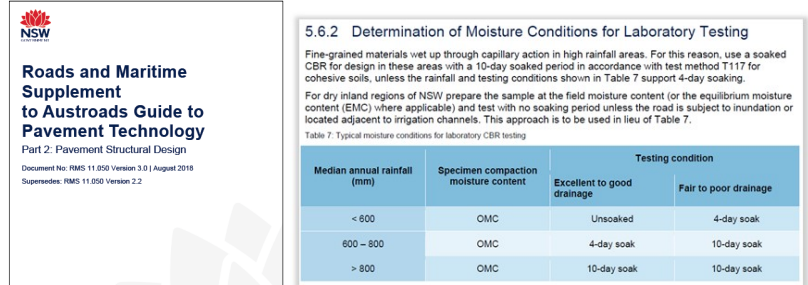 NSW
GOVERNMENT
Roads and Maritime
Supplement
to Austroads Guide to
Pavement Technology
Part 2: Pavement Structural Design
Document No: RMS 11.050 Version 3.0 | August 2018
Supersedes: RMS 11.050 Version 2.2
5.6.2 Determination of Moisture Conditions for Laboratory Testing
Fine-grained materials wet up through capillary action in high rainfall areas. For this reason, use a soaked
CBR for design in these areas with a 10-day soaked period in accordance with test method T117 for
cohesive soils, unless the rainfall and testing conditions shown in Table 7 support 4-day soaking.
For dry inland regions of NSW prepare the sample at the field moisture content (or the equilibrium moisture
content (EMC) where applicable) and test with no soaking period unless the road is subject to inundation or
located adjacent to irrigation channels. This approach is to be used in lieu of Table 7.
Table 7: Typical moisture conditions for laboratory CBR testing
Median annual rainfall
(mm)
Specimen compaction
moisture content
Testing condition
Excellent to good
drainage
Fair to poor drainage
< 600 OMC Unsoaked 4-day soak
600 – 800 OMC 4-day soak 10-day soak
> 800 OMC 10-day soak 10-day soak